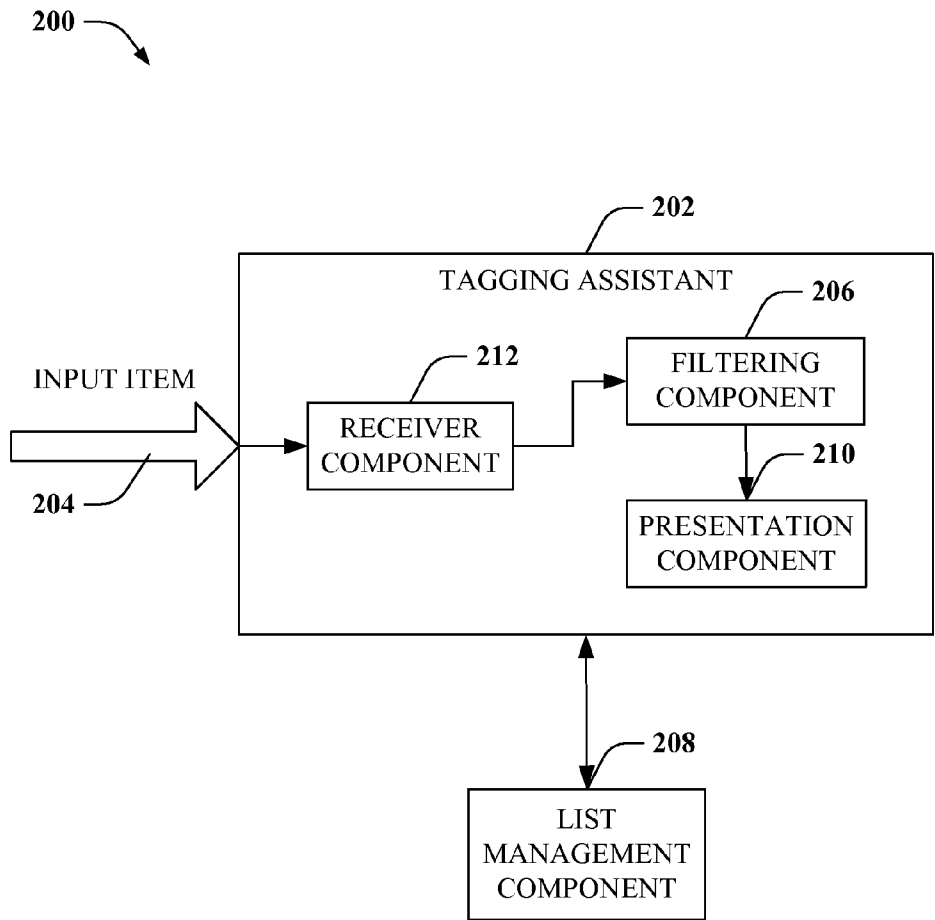 200
202
TAGGING ASSISTANT
206
FILTERING
COMPONENT
212
INPUT ITEM
RECEIVER
COMPONENT
204
210
PRESENTATION
COMPONENT
208
LIST
MANAGEMENT
COMPONENT